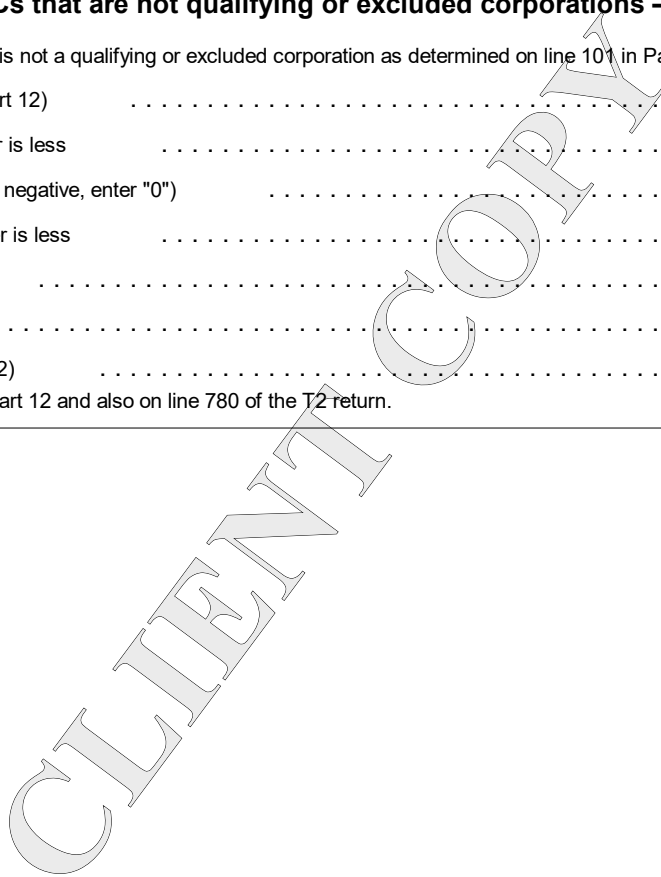 Cs that are not qualifying or excluded corporations –
is not a qualifying or excluded corporation as determined on line 101 in Pa
rt 12) . . . . . . . . . . . . . . . . . . . . . . . . . . . . . . . . . . .
r is less . . . . . . . . . . . . . . . . . . . . . . . . . . . . . . . . .
negative, enter "0") . . . . . . . . . . . . . . . . . . . . . . . . . .
r is less . . . . . . . . . . . . . . . . . . . . . . . . . . . . . . . . .
. . . . . . . . . . . . . . . . . . . . . . . . . . . . . . . . . . . . . . . . .
. . . . . . . . . . . . . . . . . . . . . . . . . . . . . . . . . . . . . . . . . . .
2) . . . . . . . . . . . . . . . . . . . . . . . . . . . . . . . . . . . . .
art 12 and also on line 780 of the T2 return.
CLIENT COPY